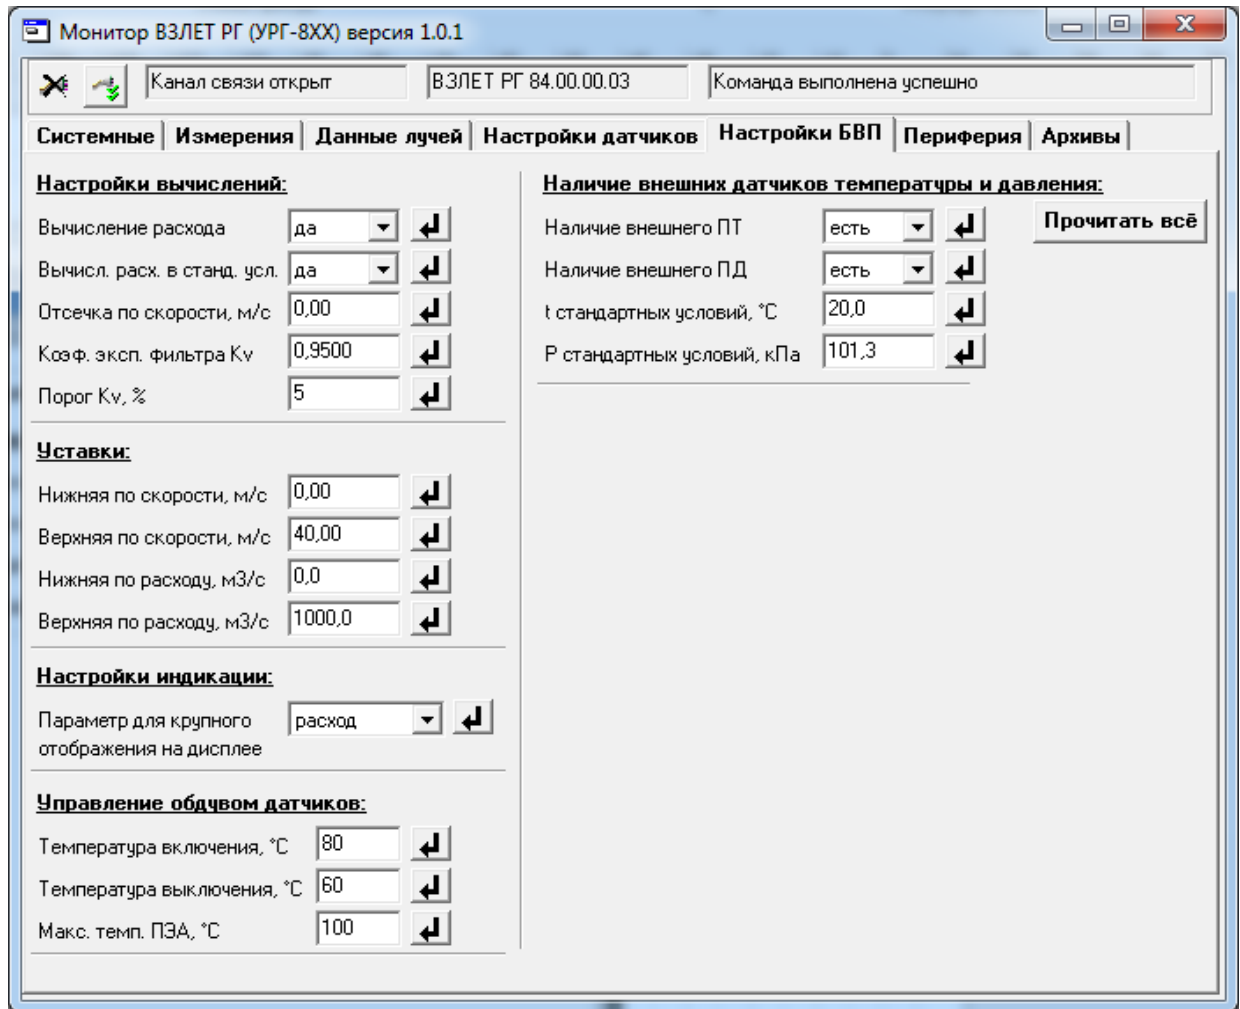 Монитор ВЗЛЕТ РГ (УРГ-8ХХ) версия 1.0.1
Канал связи открыт
ВЗЛЕТ РГ 84.00.00.03
Команда выполнена успешно
Системные
Измерения
Данные лучей
Настройки датчиков
Настройки БВП
Периферия
Архивы
Настройки вычислений:
Вычисление расхода
да
Вычисл. расх. в станд. усл.
да
Отсечка по скорости, м/с
0,00
Коэф. эксп. фильтра Kv
0,9500
Порог Kv, %
5
Уставки:
Нижняя по скорости, м/с
0,00
Верхняя по скорости, м/с
40,00
Нижняя по расходу, м3/с
0,0
Верхняя по расходу, м3/с
1000,0
Настройки индикации:
Параметр для крупного
отображения на дисплее
расход
Управление обдувом датчиков:
Температура включения, °C
80
Температура выключения, °C
60
Макс. темп. ПЭА, °C
100
Наличие внешних датчиков температуры и давления:
Наличие внешнего ПТ
есть
Прочитать всё
Наличие внешнего ПД
есть
t стандартных условий, °C
20,0
P стандартных условий, кПа
101,3